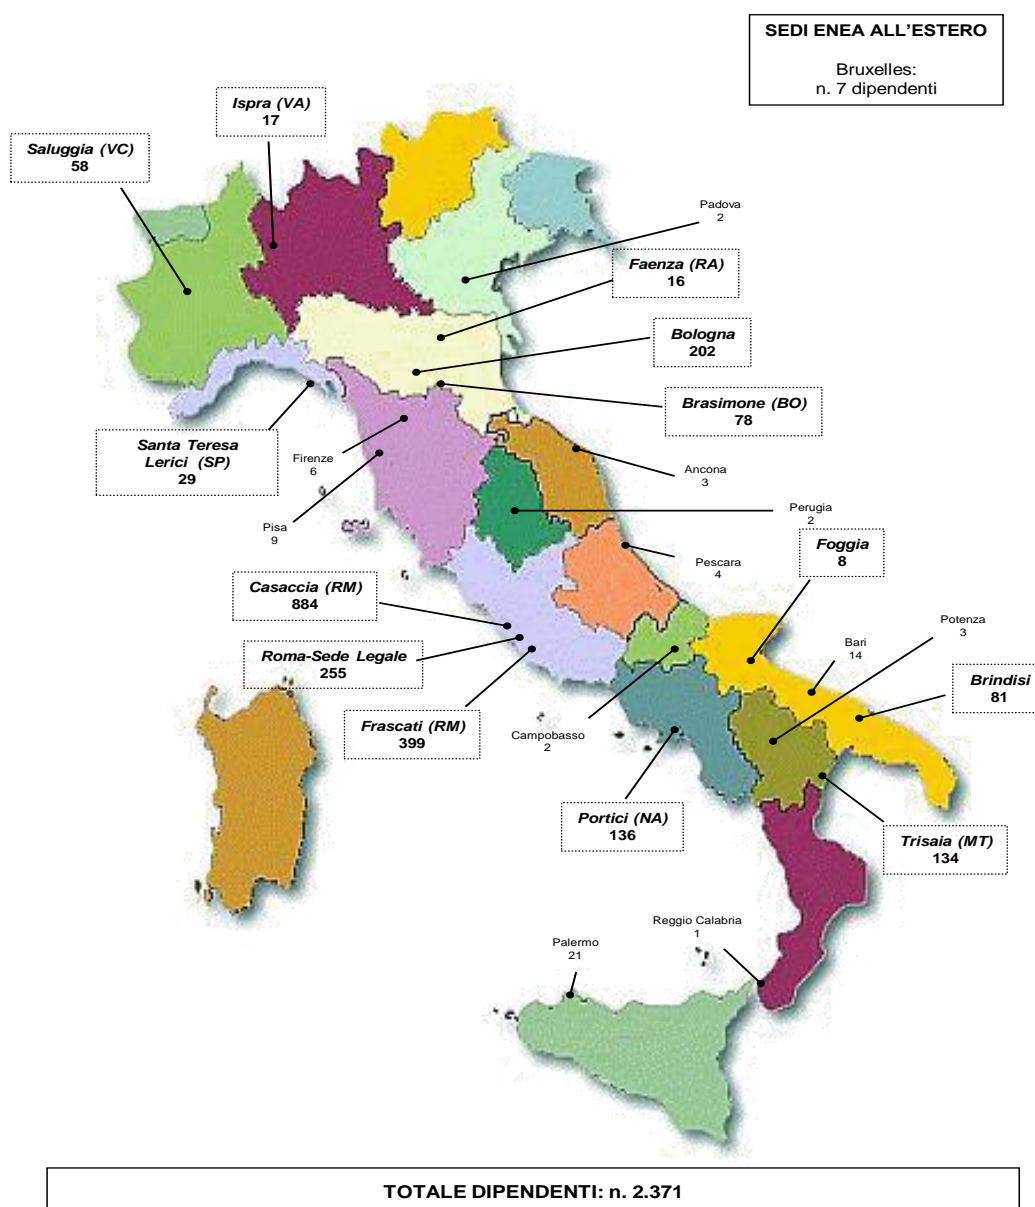 SEDI ENEA ALL'ESTERO
Bruxelles:
n. 7 dipendenti
Ispra (VA)
17
Saluggia (VC)
58
Padova
2
Faenza (RA)
16
Bologna
202
Brasimone (BO)
78
Santa Teresa
Lerici (SP)
29
Firenze
6
Ancona
3
Pisa
9
Perugia
2
Pescara
4
Foggia
8
Casaccia (RM)
884
Potenza
3
Bari
14
Roma-Sede Legale
255
Brindisi
81
Frascati (RM)
399
Campobasso
2
Portici (NA)
136
Trisaia (MT)
134
Reggio Calabria
1
Palermo
21
TOTALE DIPENDENTI: n. 2.371